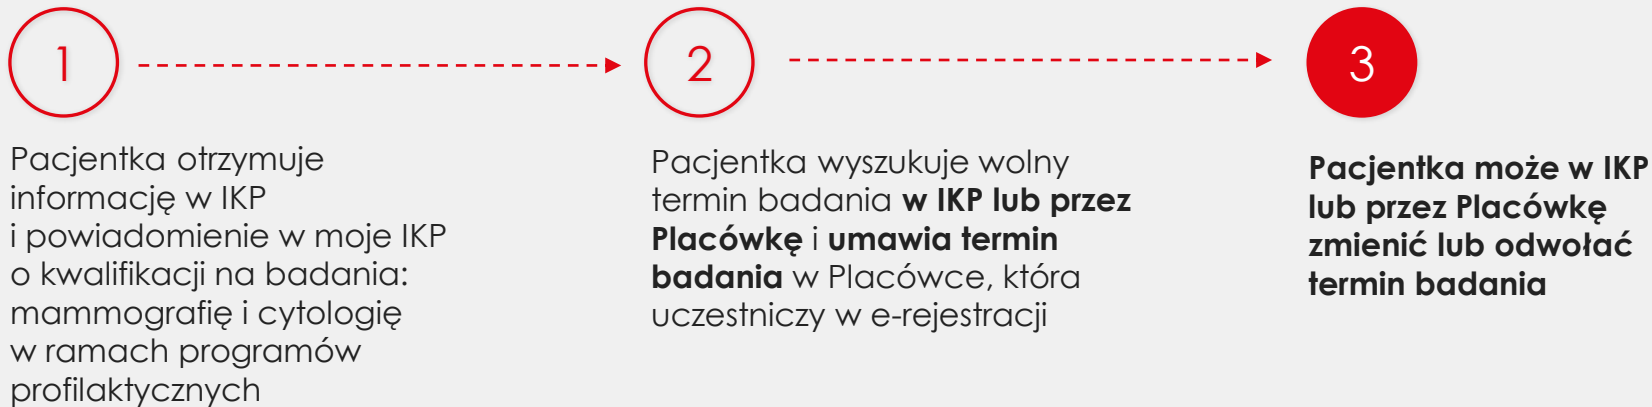 1
Pacjentka otrzymuje
informację w IKP
i powiadomienie w moje IKP
o kwalifikacji na badania:
mammografię i cytologię
w ramach programów
profilaktycznych
2
Pacjentka wyszukuje wolny
termin badania w IKP lub przez
Placówkę i umawia termin
badania w Placówce, która
uczestniczy w e-rejestracji
3
Pacjentka może w IKP
lub przez Placówkę
zmienić lub odwołać
termin badania